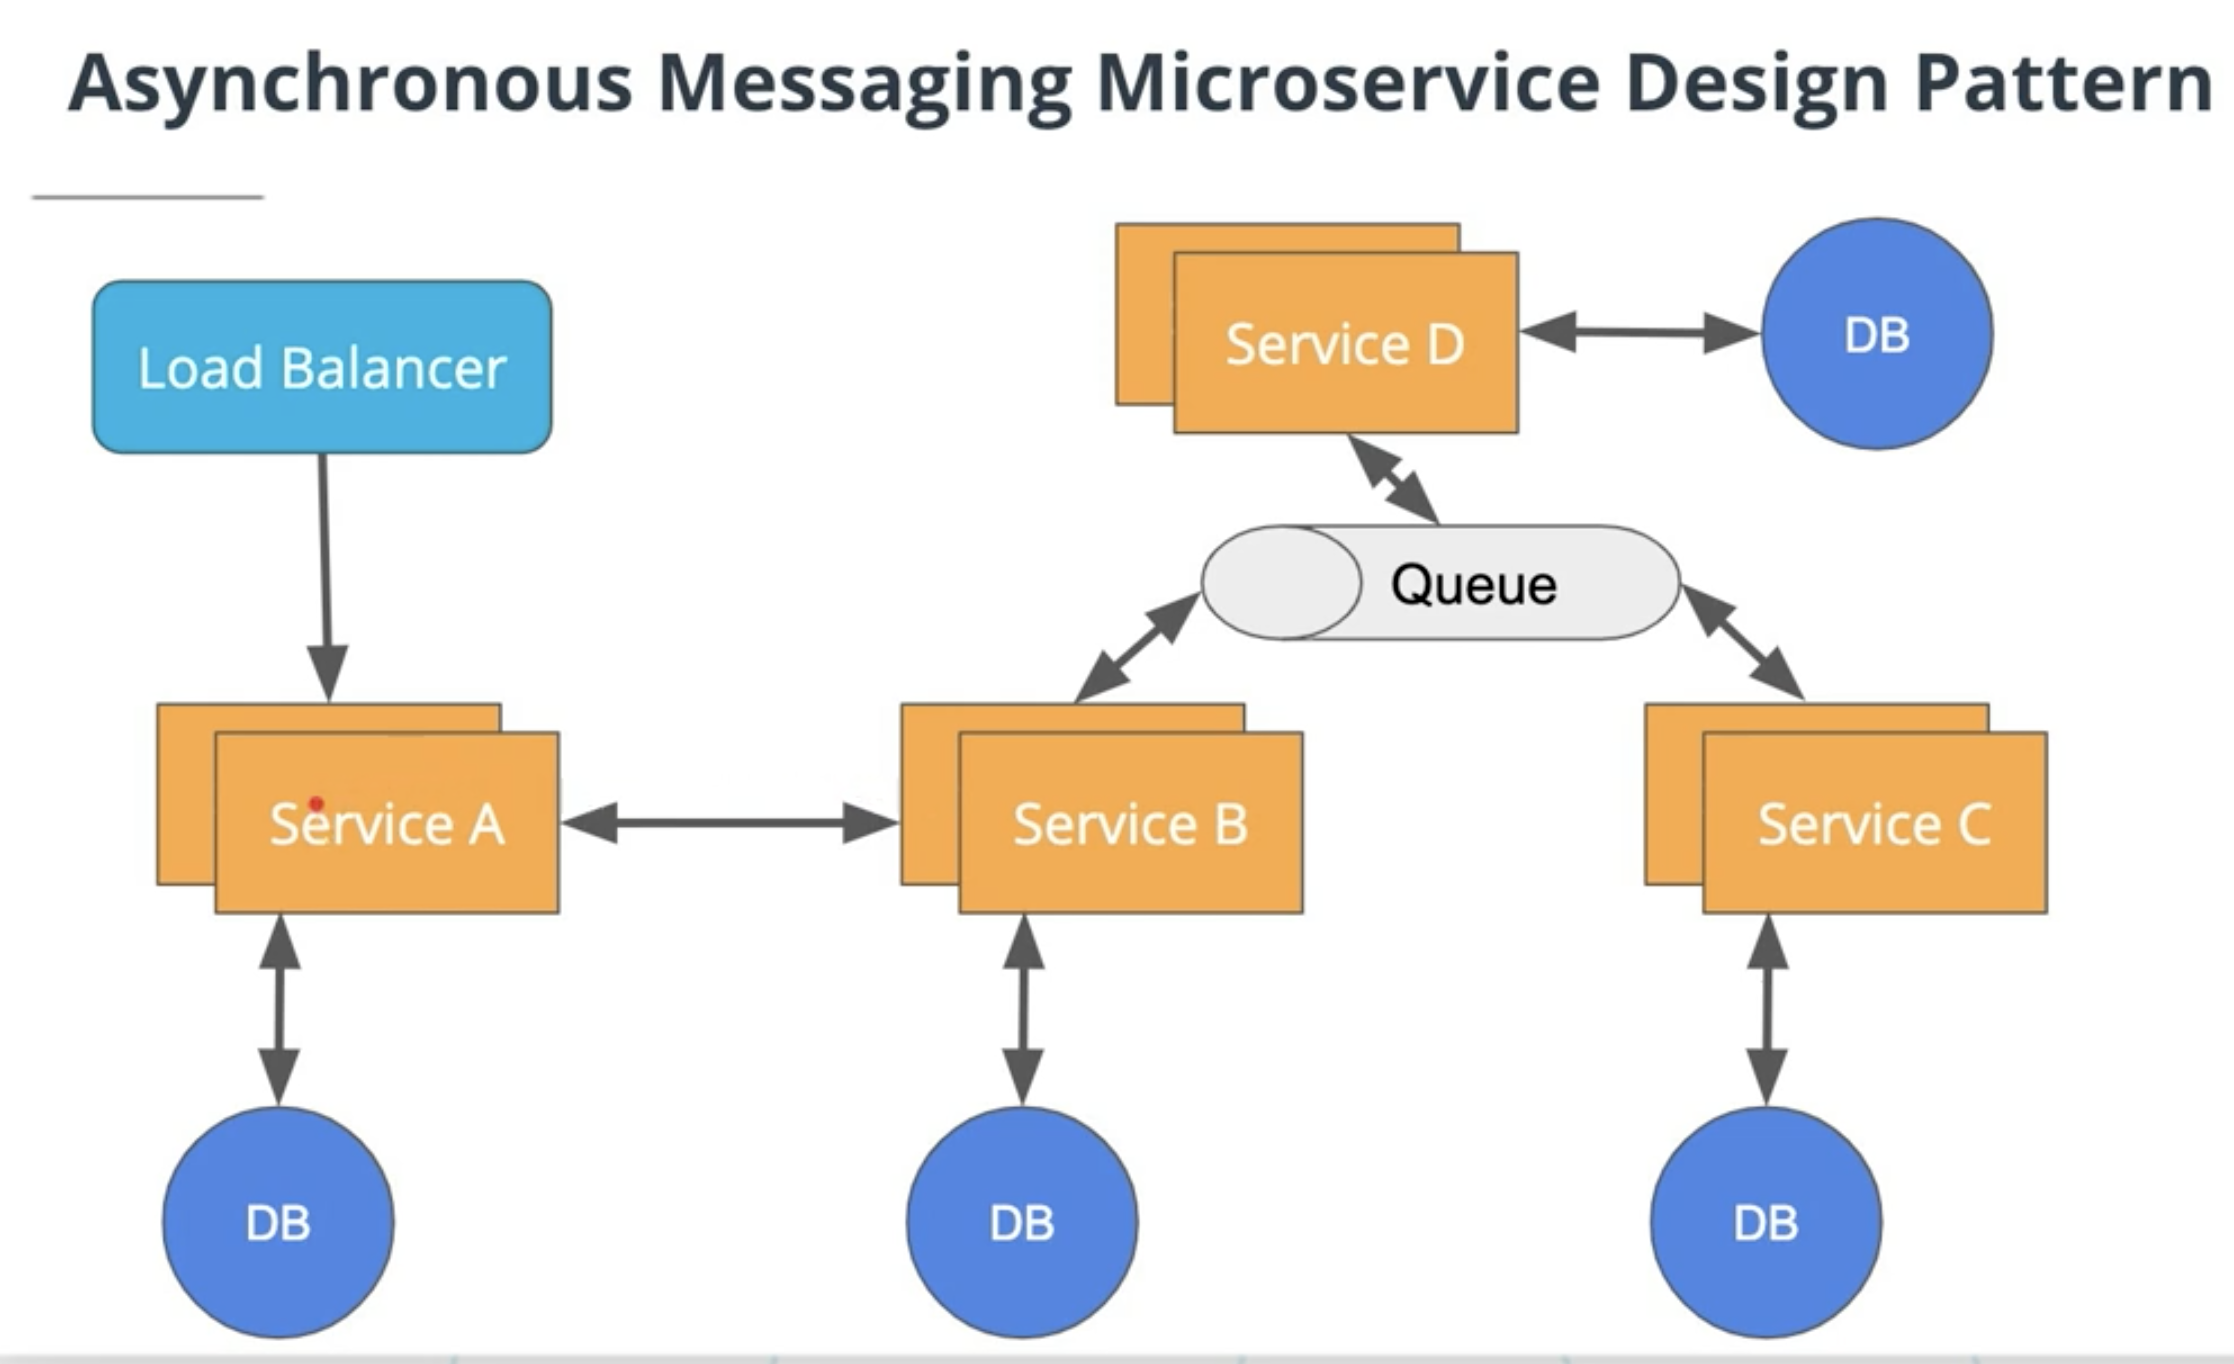 Asynchronous Messaging Microservice Design Pattern
Load Balancer
Service D
DB
Queue
Service A
Service B
Service C
DB
DB
DB